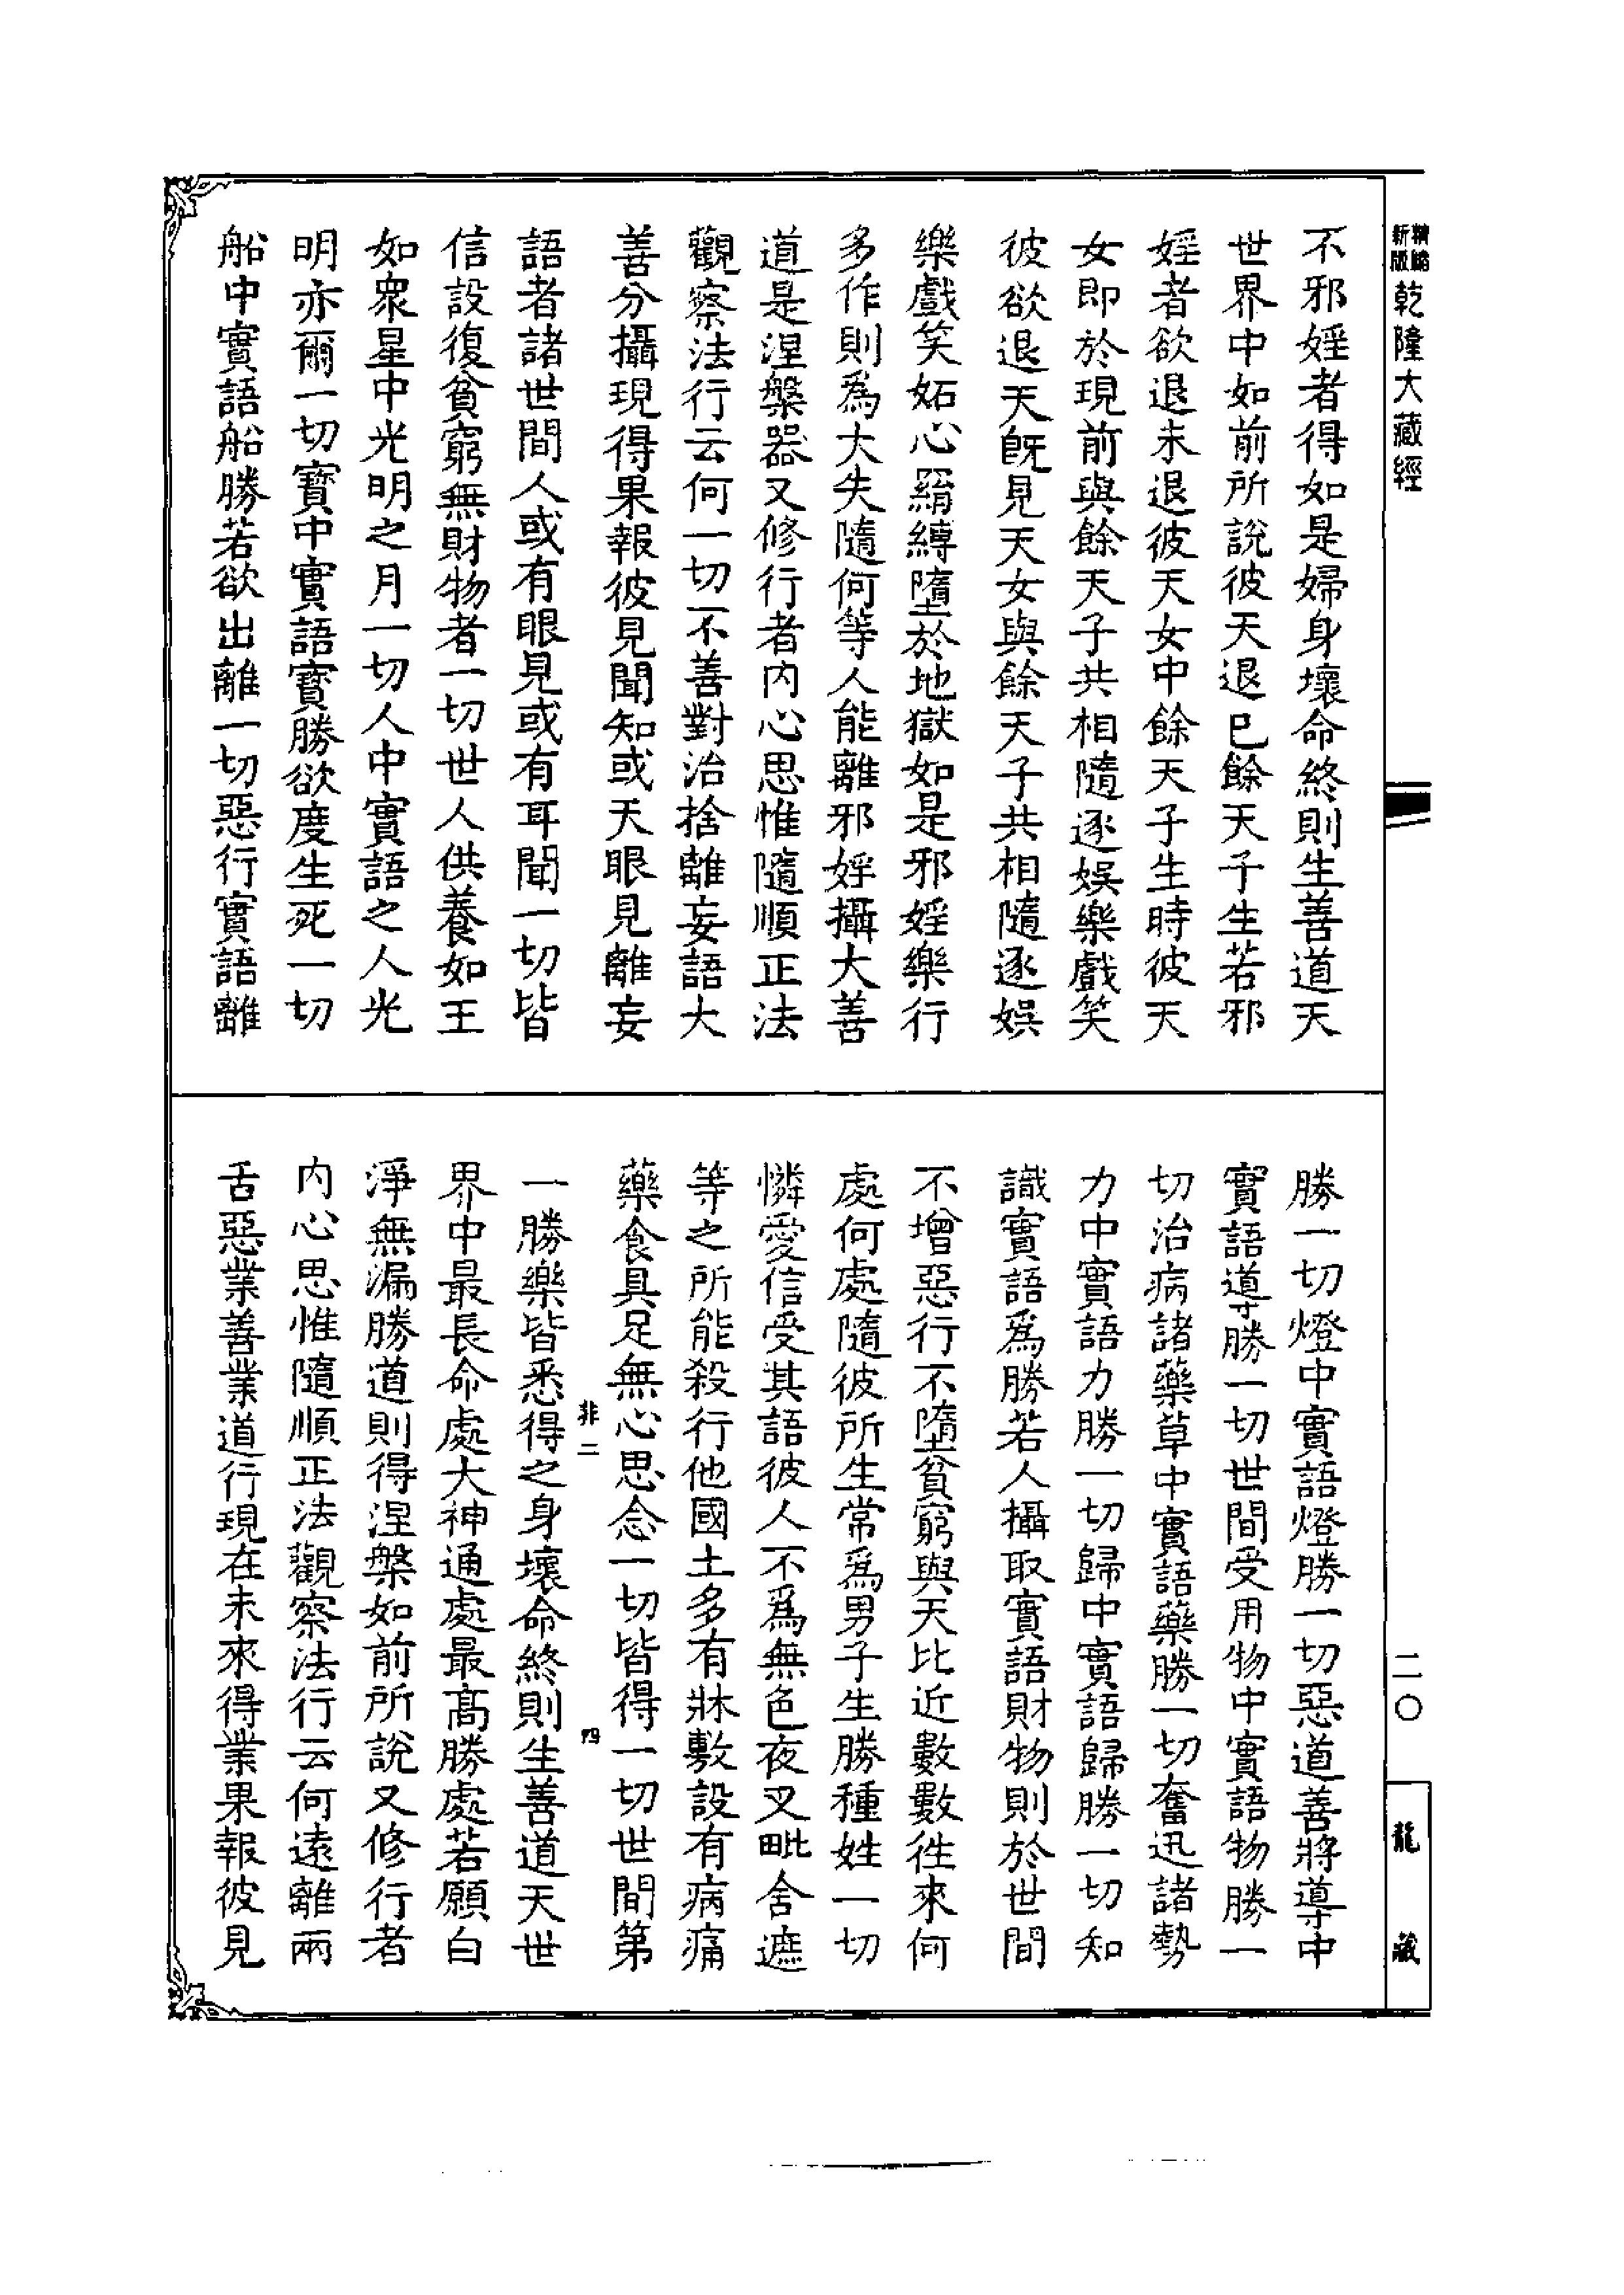 精繕
新版
乾隆大藏經
不邪婬者得如是婦身壞命終則生善道天
世界中如前所說彼天退已餘天子生若邪
婬者欲退未退彼天女中餘天子生時彼天
女即於現前與餘天子共相隨逐娛樂戲笑
彼欲退天旣見天女與餘天子共相隨逐娛
樂戲笑妬心羂縛墮於地獄如是邪婬樂行
多作則爲大失隨何等人能離邪婬攝大善
道是涅槃器又修行者內心思惟隨順正法
觀察法行云何一切不善對治捨離妄語大
善分攝現得果報彼見聞知或天眼見離妄
語者諸世間人或有眼見或有耳聞一切皆
信設復貧窮無財物者一切世人供養如王
如衆星中光明之月一切人中實語之人光
明亦爾一切寶中實語寶勝欲度生死一切
船中實語船勝若欲出離一切惡行實語離
勝一切燈中實語燈勝一切惡道善將導中
實語導勝一切世間受用物中實語物勝一
切治病諸藥草中實語藥勝一切奮迅諸勢
力中實語力勝一切歸中實語歸勝一切知
識實語爲勝若人攝取實語財物則於世間
不增惡行不墮貧窮與天比近數數往來何
處何處隨彼所生常爲男子生勝種姓一切
憐愛信受其語彼人不爲無色夜叉毗舍遮
等之所能殺行他國土多有牀敷設有病痛
藥食具足無心思念一切皆得一切世間第
非二
四
一勝樂皆悉得之身壞命終則生善道天世
界中最長命處大神通處最高勝處若願白
淨無漏勝道則得涅槃如前所說又修行者
內心思惟隨順正法觀察法行云何遠離兩
舌惡業善業道行現在未來得業果報彼見
二〇
龍藏